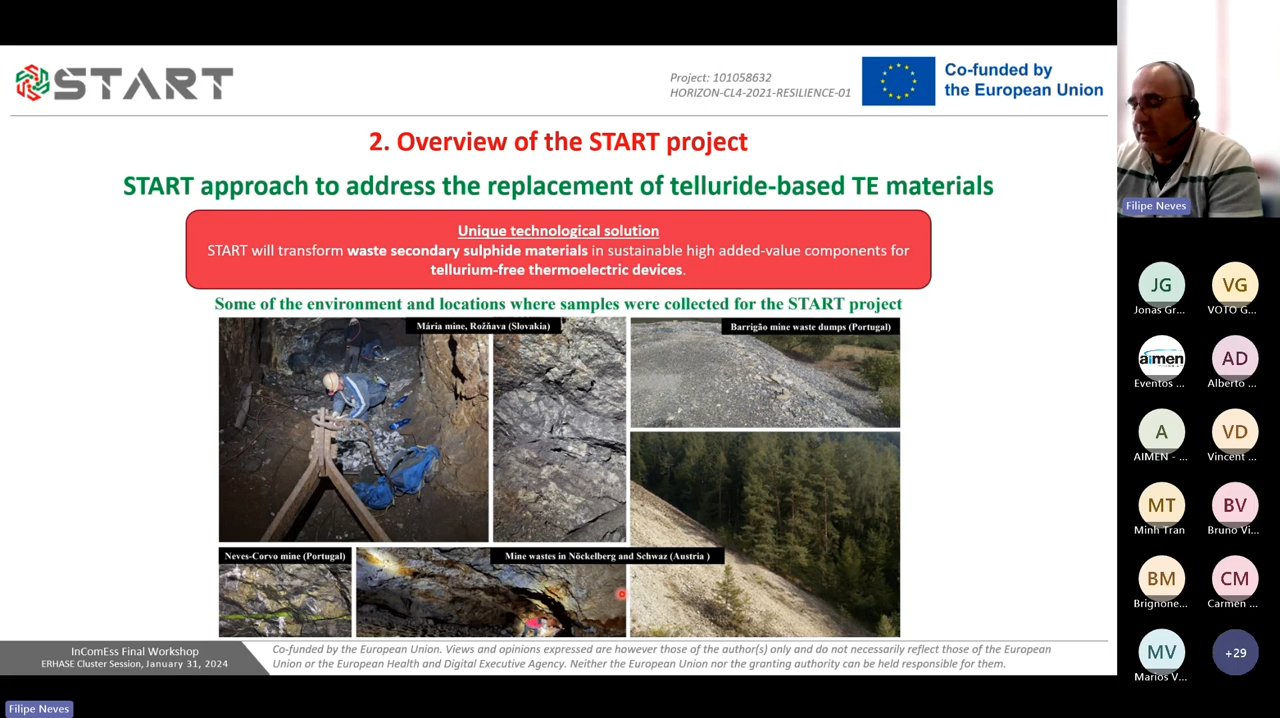 START
Project: 101058632
HORIZON-CL4-2021-RESILIENCE-01
Co-funded by
the European Union
2. Overview of the START project
START approach to address the replacement of telluride-based TE materials
Unique technological solution
START will transform waste secondary sulphide materials in sustainable high added-value components for
tellurium-free thermoelectric devices.
Some of the environment and locations where samples were collected for the START project
Mária mine, Rožňava (Slovakia)
Barrigão mine waste dumps (Portugal)
Neves-Corvo mine (Portugal)
Mine wastes in Nöckelberg and Schwaz (Austria )
InComEss Final Workshop
ERHASE Cluster Session, January 31, 2024
Co-funded by the European Union. Views and opinions expressed are however those of the author(s) only and do not necessarily reflect those of the European
Union or the European Health and Digital Executive Agency. Neither the European Union nor the granting authority can be held responsible for them.
Filipe Neves
JG
VG
Jonas Gr...
VOTO G...
aimen
AD
Eventos ...
Alberto ...
A
VD
AIMEN - ...
Vincent ...
MT
BV
Minh Tran
Bruno Vi...
BM
CM
Brignone...
Carmen ...
MV
+29
Marios V...
Filipe Neves